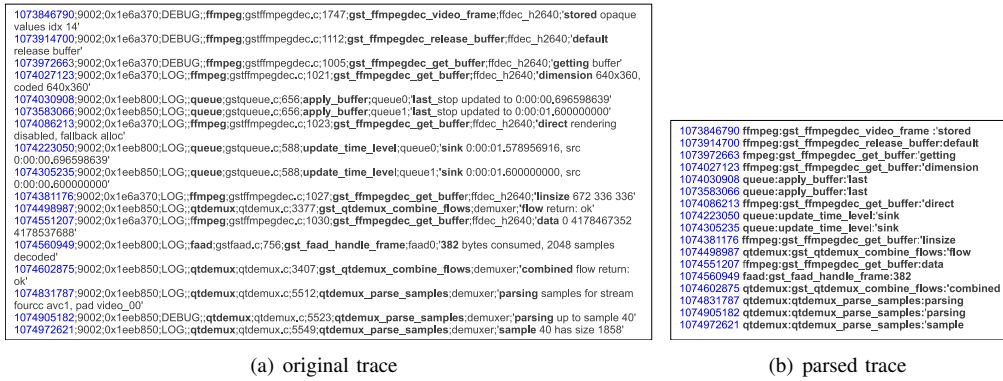 1073846790;9002;0x1e6a370;DEBUG;;ffmpeg;gstffmpegdec.c;1747;gst_ffmpegdec_video_frame;ffdec_h2640;'stored opaque
values idx 14'
1073914700;9002;0x1e6a370;DEBUG;;ffmpeg;gstffmpegdec.c;1112;gst_ffmpegdec_release_buffer;ffdec_h2640;'default
release buffer'
1073972663;9002;0x1e6a370;DEBUG;;ffmpeg;gstffmpegdec.c;1005;gst_ffmpegdec_get_buffer;ffdec_h2640;'getting buffer'
1074027123;9002;0x1e6a370;LOG;;ffmpeg;gstffmpegdec.c;1021;gst_ffmpegdec_get_buffer;ffdec_h2640;'dimension 640x360,
coded 640x360'
1074030908;9002;0x1eeb800;LOG;;queue;gstqueue.c;656;apply_buffer;queue0;'last_stop updated to 0:00:00.696598639'
1073583066;9002;0x1eeb850;LOG;;queue;gstqueue.c;656;apply_buffer;queue1;'last_stop updated to 0:00:01.600000000'
1074086213;9002;0x1e6a370;LOG;;ffmpeg;gstffmpegdec.c;1023;gst_ffmpegdec_get_buffer;ffdec_h2640;'direct rendering
disabled, fallback alloc'
1074223050;9002;0x1eeb800;LOG;;queue;gstqueue.c;588;update_time_level;queue0;'sink 0:00:01.578956916, src
0:00:00.696598639'
1074305235;9002;0x1eeb850;LOG;;queue;gstqueue.c;588;update_time_level;queue1;'sink 0:00:01.600000000, src
0:00:00.600000000'
1074381176;9002;0x1e6a370;LOG;;ffmpeg;gstffmpegdec.c;1027;gst_ffmpegdec_get_buffer;ffdec_h2640;'linsize 672 336 336'
1074498987;9002;0x1eeb850;LOG;;qtdemux;qtdemux.c;3377;gst_qtdemux_combine_flows;demuxer;'flow return: ok'
1074551207;9002;0x1e6a370;LOG;;ffmpeg;gstffmpegdec.c;1030;gst_ffmpegdec_get_buffer;ffdec_h2640;'data 0 4178467352
4178537688'
1074560949;9002;0x1eeb800;LOG;;faad;gstfaad.c;756;gst_faad_handle_frame;faad0;'382 bytes consumed, 2048 samples
decoded'
1074602875;9002;0x1eeb850;LOG;;qtdemux;qtdemux.c;3407;gst_qtdemux_combine_flows;demuxer;'combined flow return:
ok'
1074831787;9002;0x1eeb850;LOG;;qtdemux;qtdemux.c;5512;qtdemux_parse_samples;demuxer;'parsing samples for stream
fourcc avc1, pad video_00'
1074905182;9002;0x1eeb850;DEBUG;;qtdemux;qtdemux.c;5523;qtdemux_parse_samples;demuxer;'parsing up to sample 40'
1074972621;9002;0x1eeb850;LOG;;qtdemux;qtdemux.c;5549;qtdemux_parse_samples;demuxer;'sample 40 has size 1858'
(a) original trace
1073846790 ffmpeg:gst_ffmpegdec_video_frame :'stored
1073914700 ffmpeg:gst_ffmpegdec_release_buffer:default
1073972663 fmpeg:gst_ffmpegdec_get_buffer:'getting
1074027123 ffmpeg:gst_ffmpegdec_get_buffer:'dimension
1074030908 queue:apply_buffer:'last
1073583066 queue:apply_buffer:'last
1074086213 ffmpeg:gst_ffmpegdec_get_buffer:'direct
1074223050 queue:update_time_level:'sink
1074305235 queue:update_time_level:'sink
1074381176 ffmpeg:gst_ffmpegdec_get_buffer:'linsize
1074498987 qtdemux:gst_qtdemux_combine_flows:'flow
1074551207 ffmpeg:gst_ffmpegdec_get_buffer:data
1074560949 faad:gst_faad_handle_frame:382
1074602875 qtdemux:gst_qtdemux_combine_flows:'combined
1074831787 qtdemux:qtdemux_parse_samples:parsing
1074905182 qtdemux:qtdemux_parse_samples:'parsing
1074972621 qtdemux:qtdemux_parse_samples:'sample
(b) parsed trace